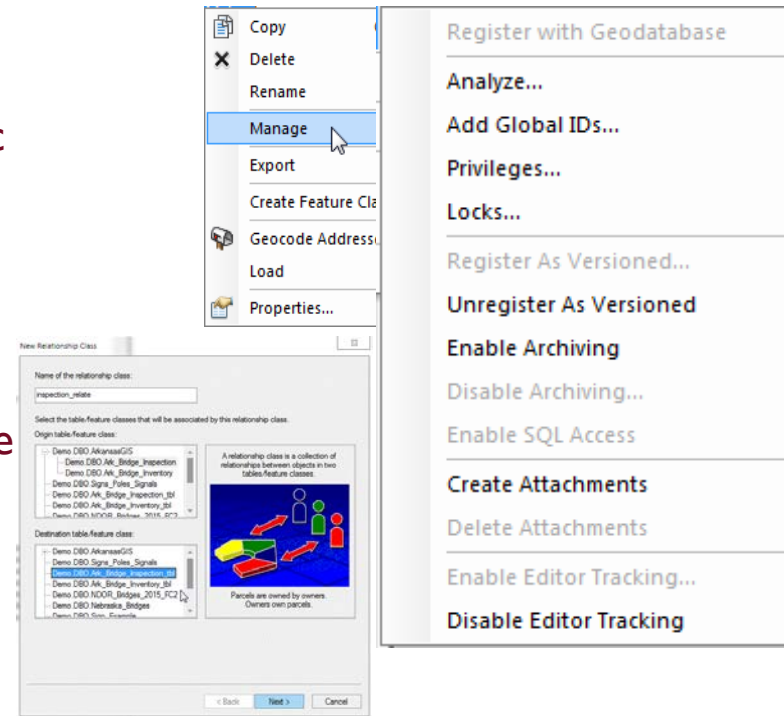 Copy
Delete
Rename
Manage
Export
Create Feature Cla
Geocode Address
Load
Properties...
Register with Geodatabase
Analyze...
Add Global IDs...
Privileges...
Locks...
Register As Versioned...
Unregister As Versioned
Enable Archiving
Disable Archiving...
Enable SQL Access
Create Attachments
Delete Attachments
Enable Editor Tracking...
Disable Editor Tracking
c
e
New Relationship Class
Name of the relationship class:
inspection_relate
Select the table/feature classes that will be associated by this relationship class.
Origin table/feature class:
Demo.DBO.ArkansasGIS
Demo.DBO.Ark_Bridge_Inspection
Demo.DBO.Ark_Bridge_Inventory
Demo.DBO.Signs_Poles_Signals
Demo.DBO.Ark_Bridge_Inspection_tbl
Demo.DBO.Ark_Bridge_Inventory_tbl
Demo.DBO.NDOR_Bridges_2015_FC2
Destination table/feature class:
Demo.DBO.ArkansasGIS
Demo.DBO.Signs_Poles_Signals
Demo.DBO.Ark_Bridge_Inspection_tbl
Demo.DBO.Ark_Bridge_Inventory_tbl
Demo.DBO.NDOR_Bridges_2015_FC2
Demo.DBO.Nebraska_Bridges
Demo.DBO.Sign_Example
A relationship class is a collection of
relationships between objects in two
tables/feature classes.
Parcels are owned by owners.
Owners own parcels.
< Back
Next >
Cancel